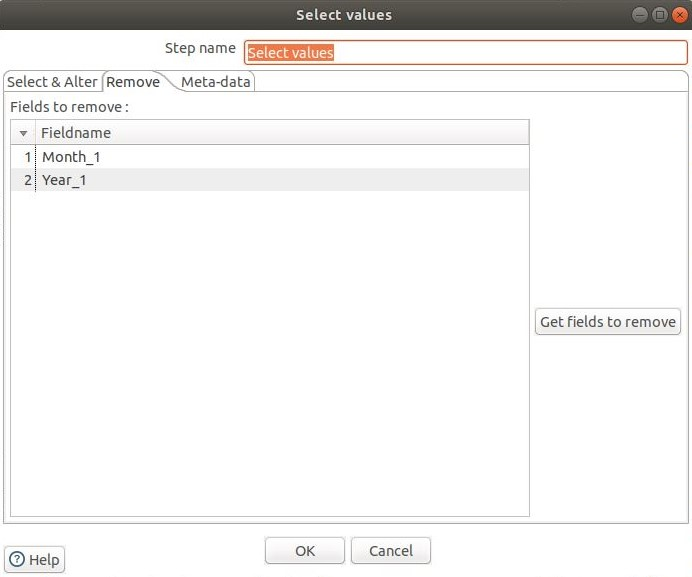 Select values
Step name Select values
Select & Alter Remove Meta-data
Fields to remove :
Fieldname
1 Month_1
2 Year_1
Get fields to remove
OK Cancel
Help